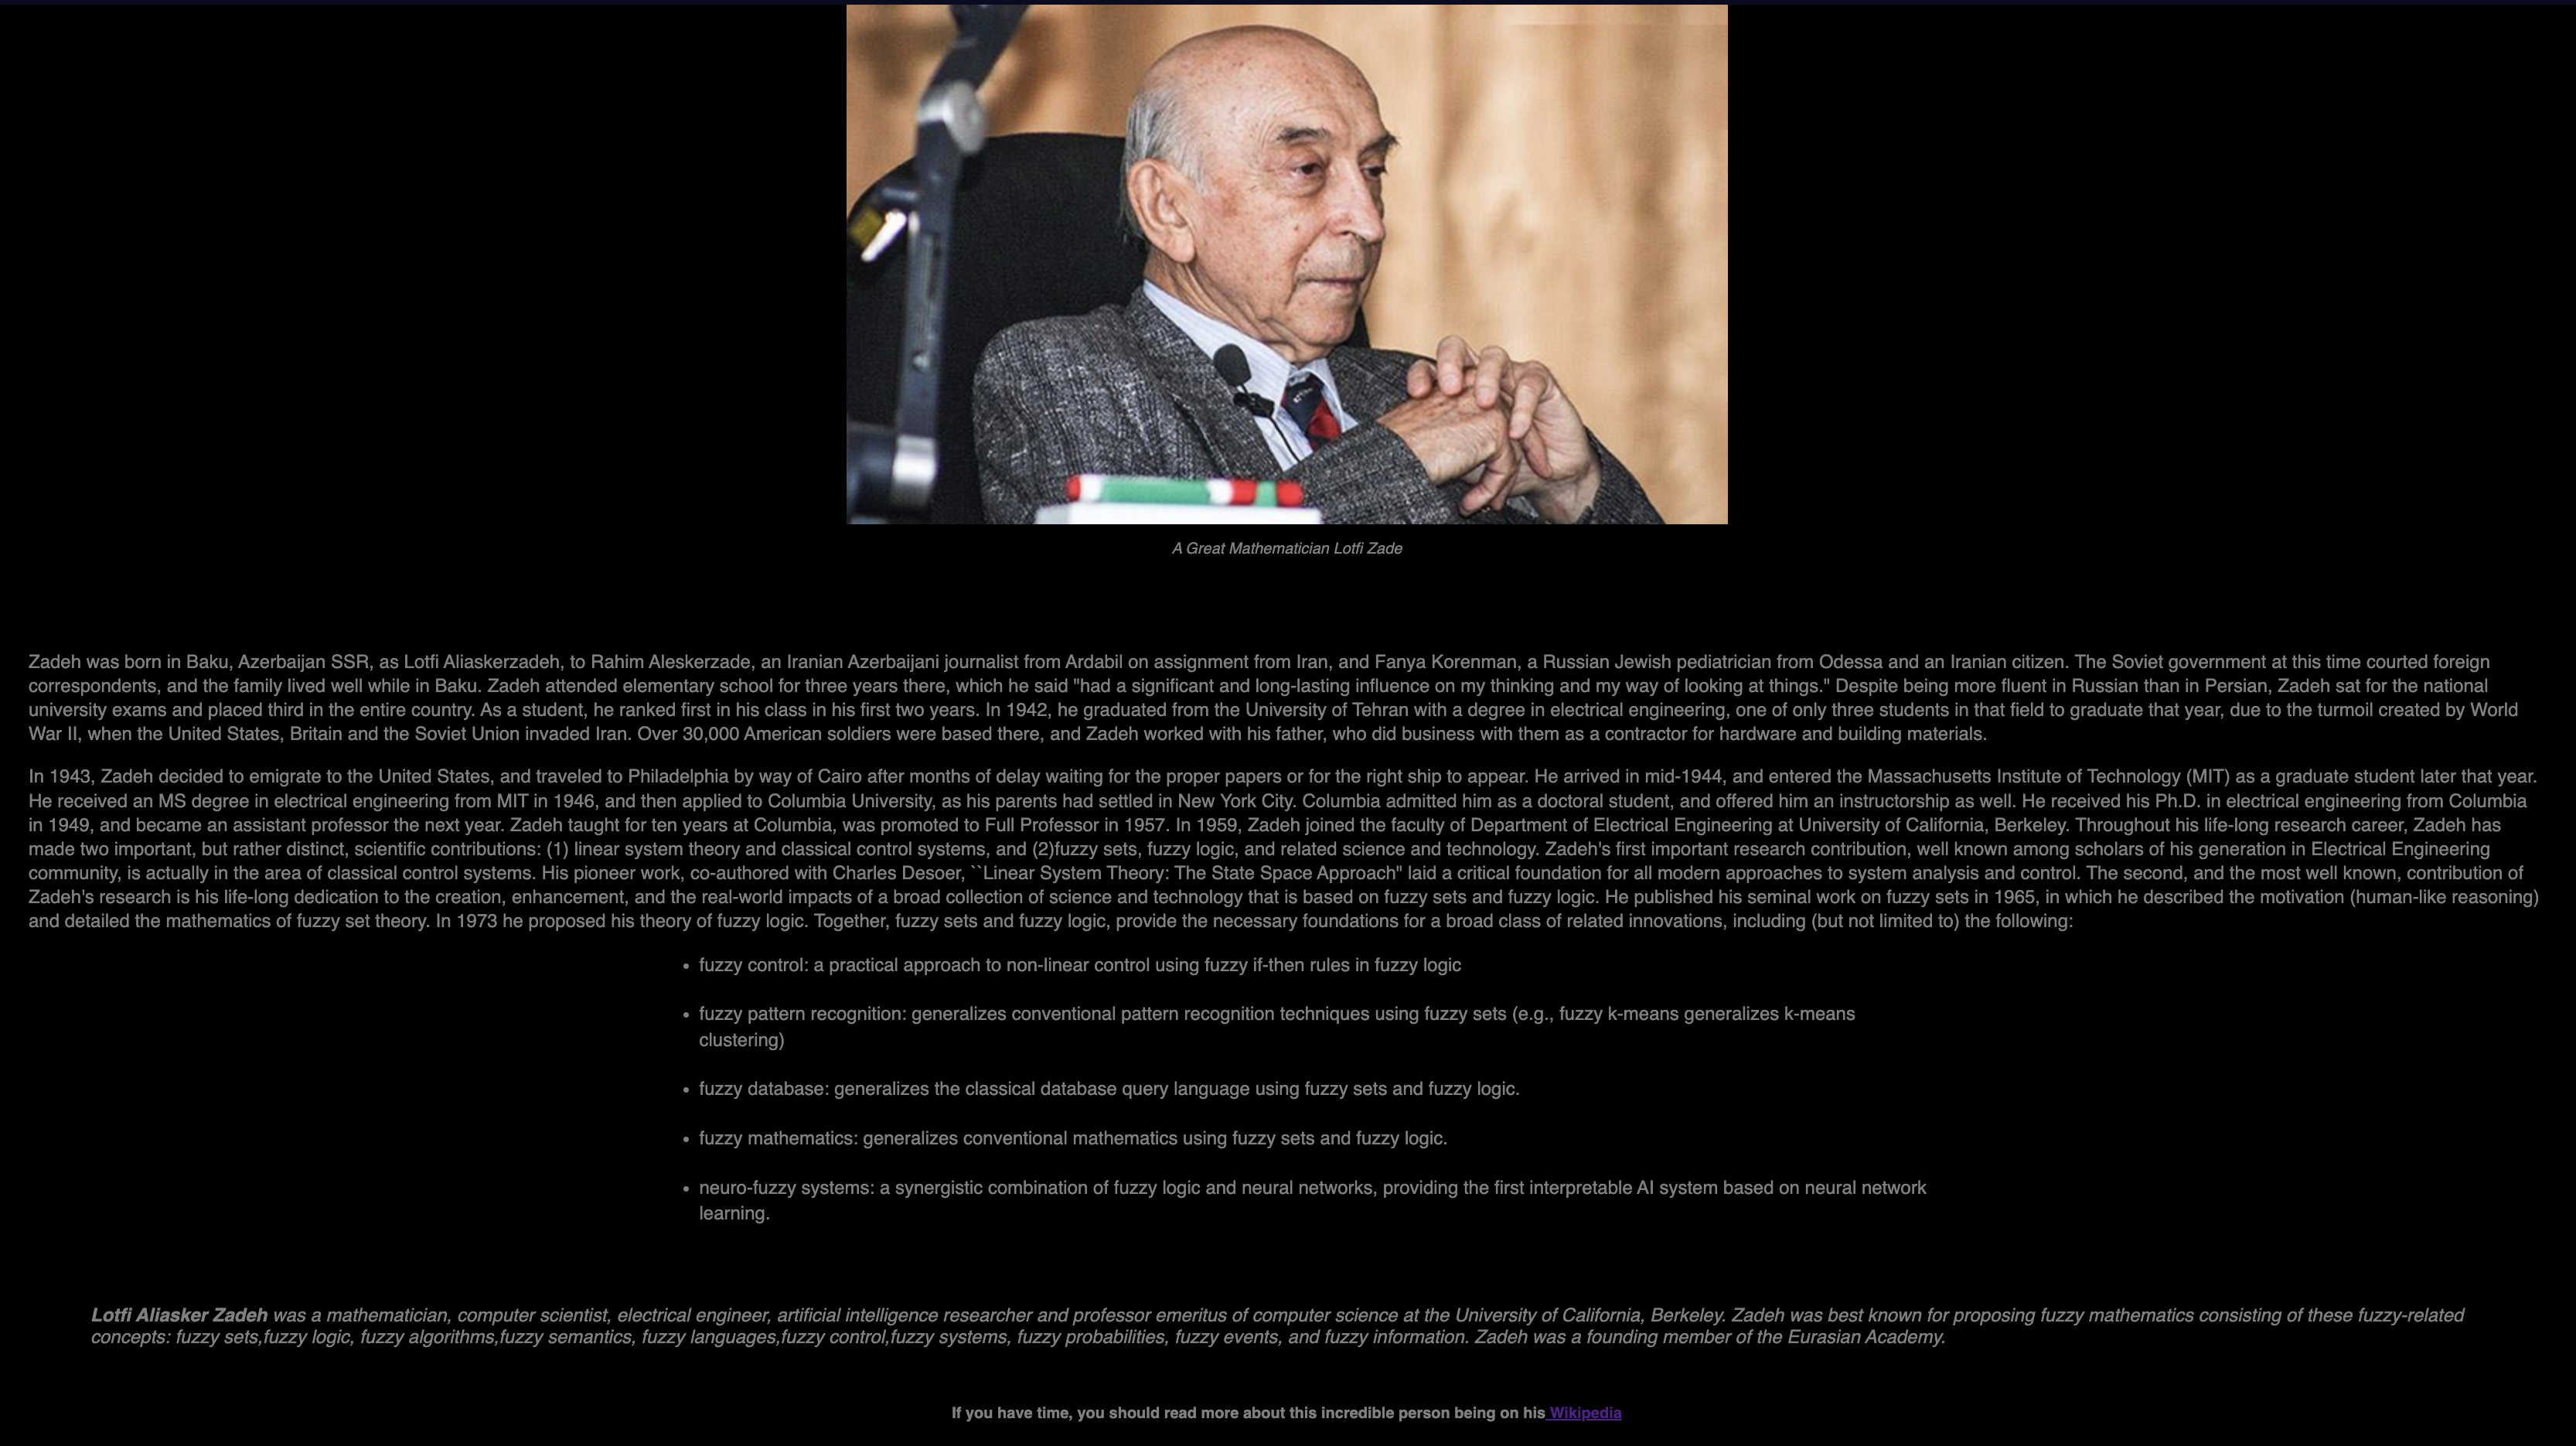 A Great Mathematician Lotfi Zade
Zadeh was born in Baku, Azerbaijan SSR, as Lotfi Aliaskerzadeh, to Rahim Aleskerzade, an Iranian Azerbaijani journalist from Ardabil on assignment from Iran, and Fanya Korenman, a Russian Jewish pediatrician from Odessa and an Iranian citizen. The Soviet government at this time courted foreign
correspondents, and the family lived well while in Baku. Zadeh attended elementary school for three years there, which he said "had a significant and long-lasting influence on my thinking and my way of looking at things." Despite being more fluent in Russian than in Persian, Zadeh sat for the national
university exams and placed third in the entire country. As a student, he ranked first in his class in his first two years. In 1942, he graduated from the University of Tehran with a degree in electrical engineering, one of only three students in that field to graduate that year, due to the turmoil created by World
War II, when the United States, Britain and the Soviet Union invaded Iran. Over 30,000 American soldiers were based there, and Zadeh worked with his father, who did business with them as a contractor for hardware and building materials.
In 1943, Zadeh decided to emigrate to the United States, and traveled to Philadelphia by way of Cairo after months of delay waiting for the proper papers or for the right ship to appear. He arrived in mid-1944, and entered the Massachusetts Institute of Technology (MIT) as a graduate student later that year.
He received an MS degree in electrical engineering from MIT in 1946, and then applied to Columbia University, as his parents had settled in New York City. Columbia admitted him as a doctoral student, and offered him an instructorship as well. He received his Ph.D. in electrical engineering from Columbia
in 1949, and became an assistant professor the next year. Zadeh taught for ten years at Columbia, was promoted to Full Professor in 1957. In 1959, Zadeh joined the faculty of Department of Electrical Engineering at University of California, Berkeley. Throughout his life-long research career, Zadeh has
made two important, but rather distinct, scientific contributions: (1) linear system theory and classical control systems, and (2)fuzzy sets, fuzzy logic, and related science and technology. Zadeh's first important research contribution, well known among scholars of his generation in Electrical Engineering
community, is actually in the area of classical control systems. His pioneer work, co-authored with Charles Desoer, ``Linear System Theory: The State Space Approach" laid a critical foundation for all modern approaches to system analysis and control. The second, and the most well known, contribution of
Zadeh's research is his life-long dedication to the creation, enhancement, and the real-world impacts of a broad collection of science and technology that is based on fuzzy sets and fuzzy logic. He published his seminal work on fuzzy sets in 1965, in which he described the motivation (human-like reasoning)
and detailed the mathematics of fuzzy set theory. In 1973 he proposed his theory of fuzzy logic. Together, fuzzy sets and fuzzy logic, provide the necessary foundations for a broad class of related innovations, including (but not limited to) the following:
• fuzzy control: a practical approach to non-linear control using fuzzy if-then rules in fuzzy logic
• fuzzy pattern recognition: generalizes conventional pattern recognition techniques using fuzzy sets (e.g., fuzzy k-means generalizes k-means
clustering)
• fuzzy database: generalizes the classical database query language using fuzzy sets and fuzzy logic.
• fuzzy mathematics: generalizes conventional mathematics using fuzzy sets and fuzzy logic.
• neuro-fuzzy systems: a synergistic combination of fuzzy logic and neural networks, providing the first interpretable AI system based on neural network
learning.
Lotfi Aliasker Zadeh was a mathematician, computer scientist, electrical engineer, artificial intelligence researcher and professor emeritus of computer science at the University of California, Berkeley. Zadeh was best known for proposing fuzzy mathematics consisting of these fuzzy-related
concepts: fuzzy sets,fuzzy logic, fuzzy algorithms,fuzzy semantics, fuzzy languages,fuzzy control,fuzzy systems, fuzzy probabilities, fuzzy events, and fuzzy information. Zadeh was a founding member of the Eurasian Academy.
If you have time, you should read more about this incredible person being on his Wikipedia